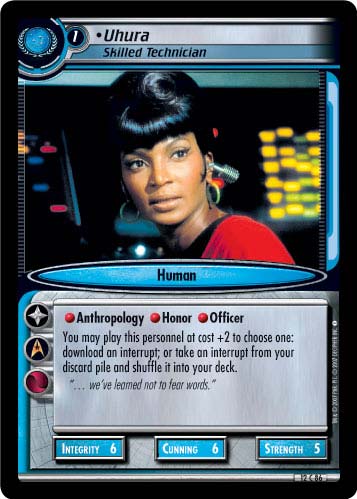 1
•Uhura
Skilled Technician
Human
Anthropology Honor Officer
You may play this personnel at cost +2 to choose one:
download an interrupt; or take an interrupt from your
discard pile and shuffle it into your deck.
"... we've learned not to fear words."
INTEGRITY 6 CUNNING 6 STRENGTH 5
12 C 86